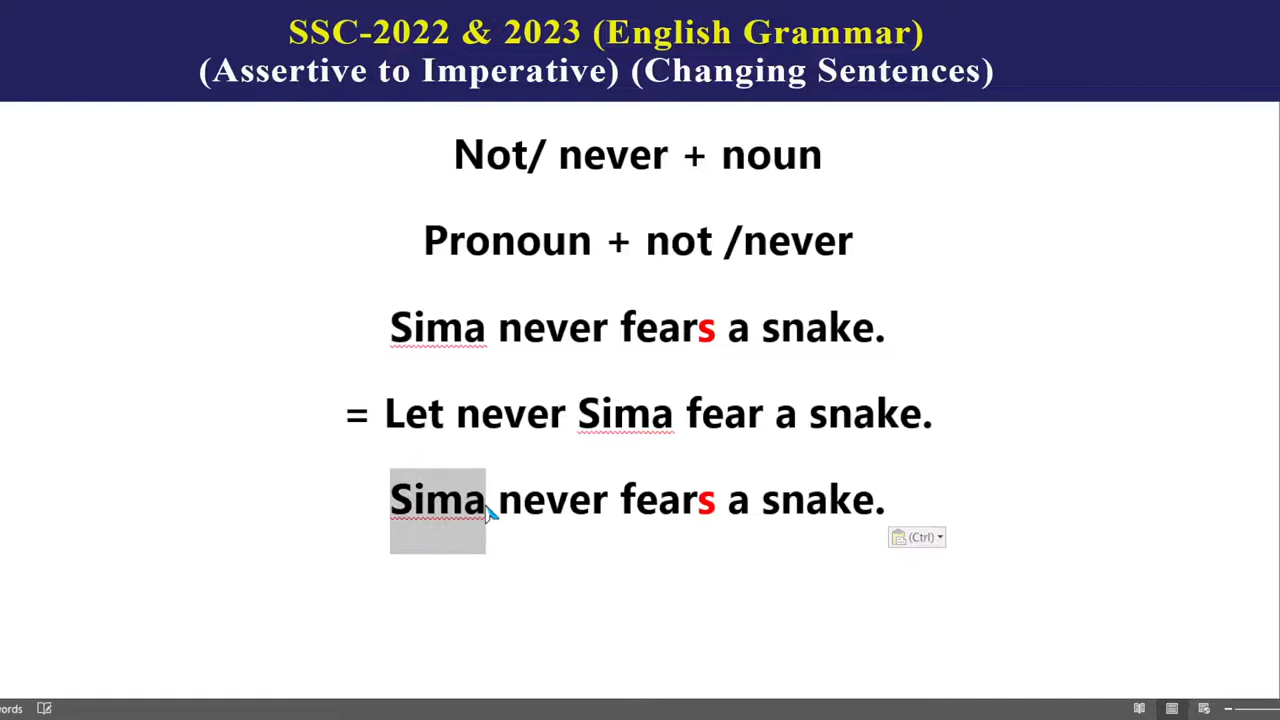 SSC-2022 & 2023 (English Grammar)
(Assertive to Imperative) (Changing Sentences)
Not/ never + noun
Pronoun + not /never
Sima never fears a snake.
= Let never Sima fear a snake.
Sima never fears a snake.
(Ctrl)
words